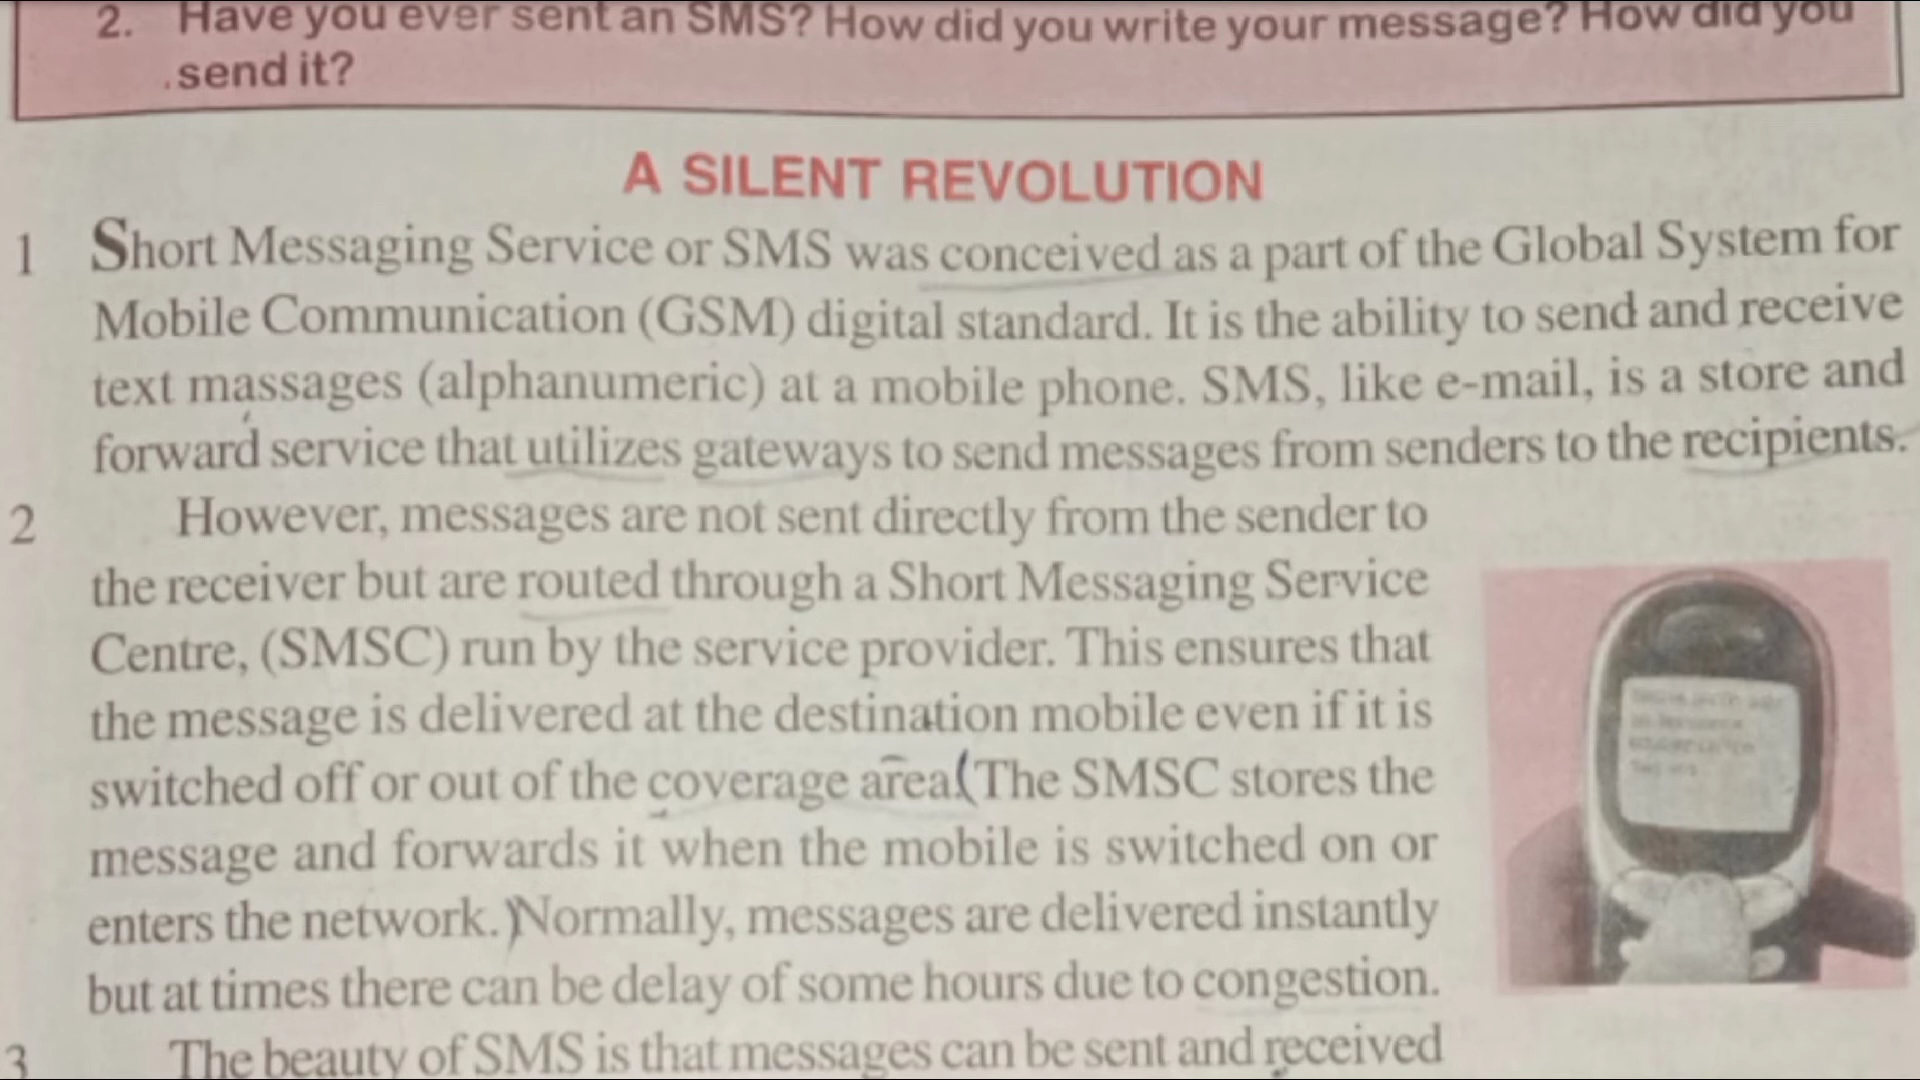 2. Have you ever sent an SMS? How did you write your message? How did you
send it?
A SILENT REVOLUTION
1 Short Messaging Service or SMS was conceived as a part of the Global System for
Mobile Communication (GSM) digital standard. It is the ability to send and receive
text massages (alphanumeric) at a mobile phone. SMS, like e-mail, is a store and
forward service that utilizes gateways to send messages from senders to the recipients.
2 However, messages are not sent directly from the sender to
the receiver but are routed through a Short Messaging Service
Centre, (SMSC) run by the service provider. This ensures that
the message is delivered at the destination mobile even if it is
switched off or out of the coverage area. The SMSC stores the
message and forwards it when the mobile is switched on or
enters the network. Normally, messages are delivered instantly
but at times there can be delay of some hours due to congestion.
3 The beauty of SMS is that messages can be sent and received